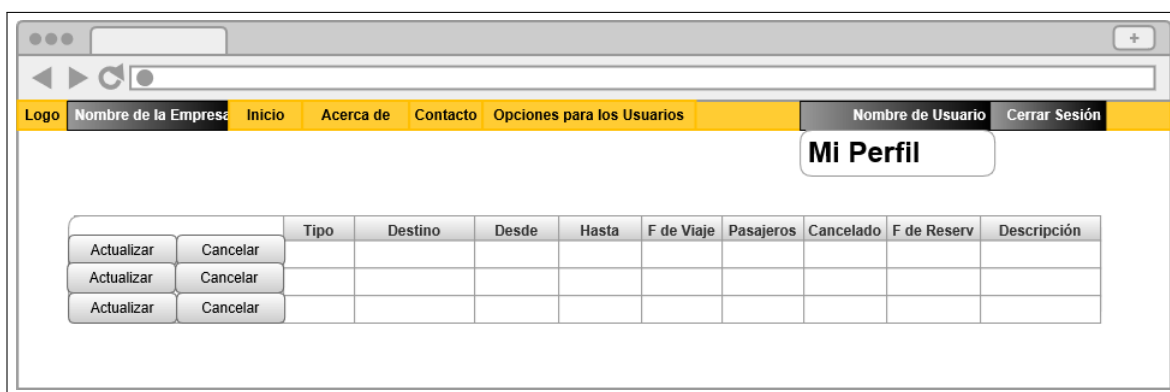 Logo Nombre de la Empresa Inicio Acerca de Contacto Opciones para los Usuarios Nombre de Usuario Cerrar Sesión
Mi Perfil
Tipo Destino Desde Hasta F de Viaje Pasajeros Cancelado F de Reserv Descripción
Actualizar Cancelar
Actualizar Cancelar
Actualizar Cancelar